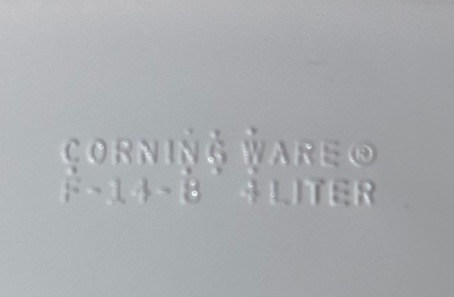 CORNING WARE®
F-14-B 4 LITER